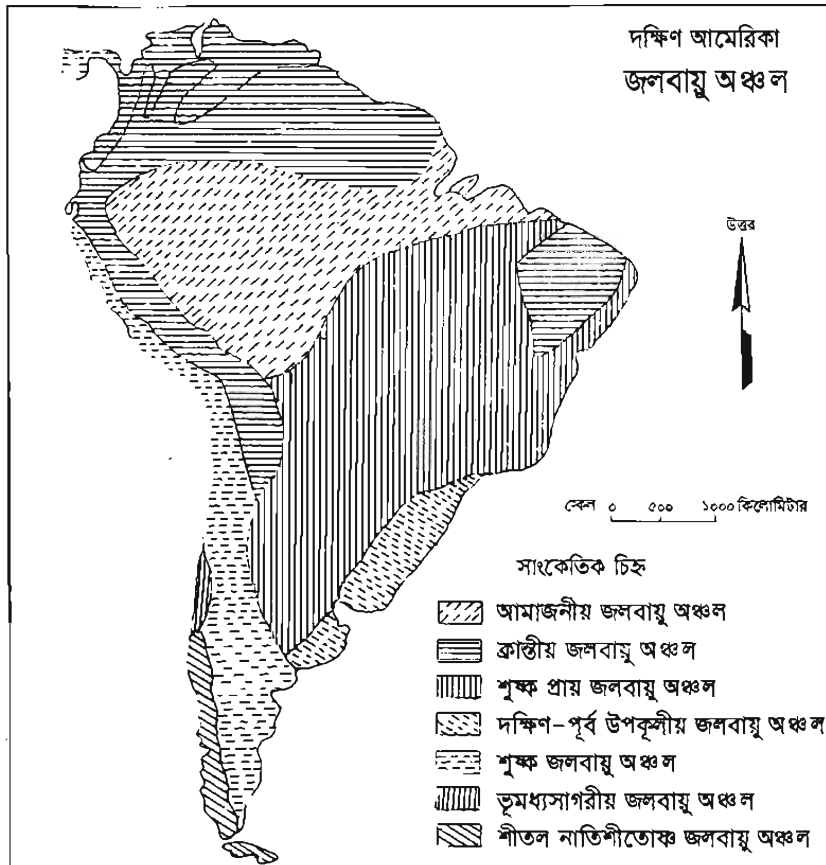 দক্ষিণ আমেরিকা
জলবায়ু অঞ্চল
উত্তর
স্কেল ০ ৫০০ ১০০০ কিলোমিটার
সাংকেতিক চিহ্ন
আমাজনীয় জলবায়ু অঞ্চল
ক্রান্তীয় জলবায়ু অঞ্চল
শুষ্ক প্রায় জলবায়ু অঞ্চল
দক্ষিণ-পূর্ব উপকূলীয় জলবায়ু অঞ্চল
শুষ্ক জলবায়ু অঞ্চল
ভূমধ্যসাগরীয় জলবায়ু অঞ্চল
শীতল নাতিশীতোষ্ণ জলবায়ু অঞ্চল